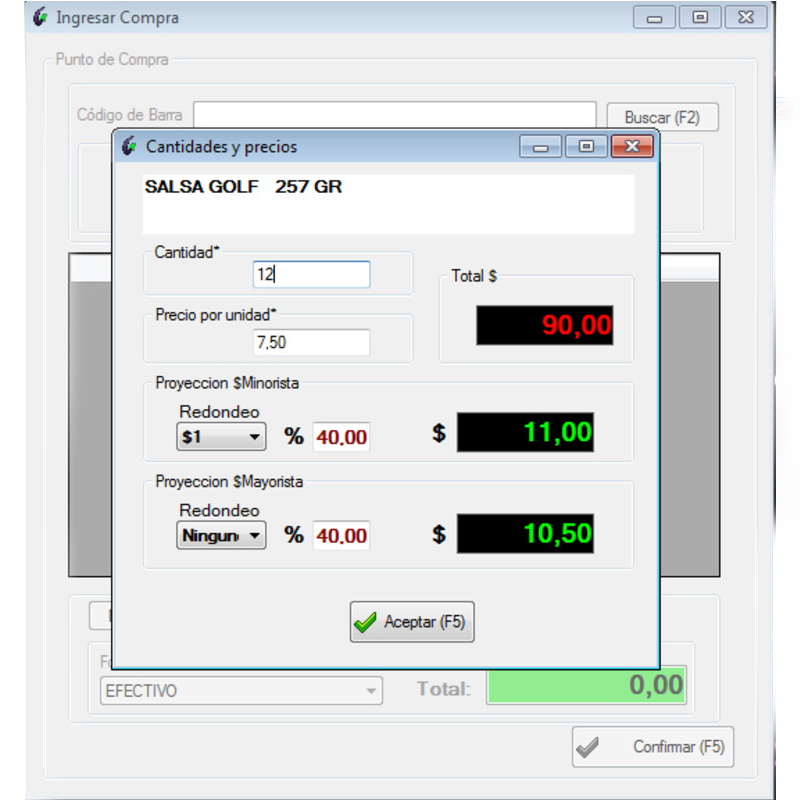 Ingresar Compra
Punto de Compra
Código de Barra
Buscar (F2)
Cantidades y precios
SALSA GOLF 257 GR
Cantidad*
12
Total $
90,00
Precio por unidad*
7,50
Proyeccion $Minorista
Redondeo
$1 % 40.00 $ 11,00
Proyeccion $Mayorista
Redondeo
% 40.00 $ 10,50
Aceptar (F5)
EFECTIVO
Total: 0,00
Confirmar (F5)